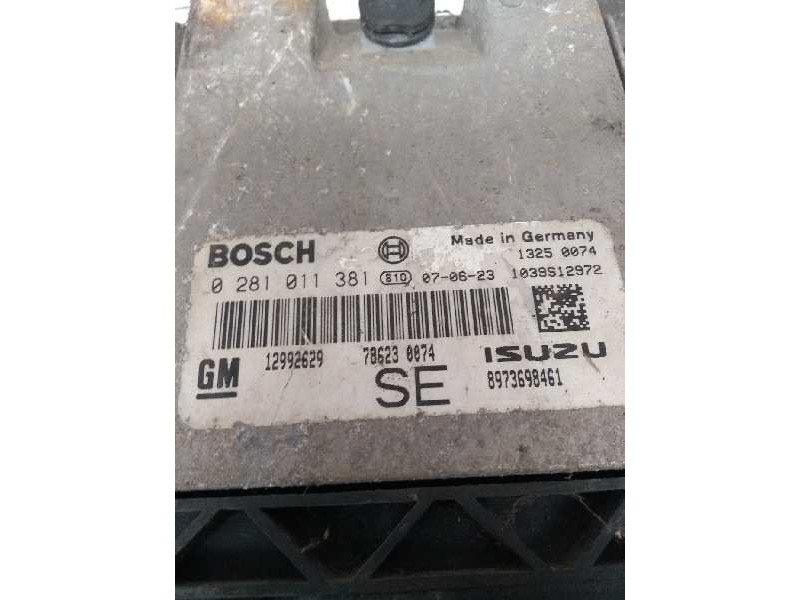 BOSCH Made in Germany
1325 0074
0 281 011 381 S10 07-06-23 1039S12972
12992629 78623 0074 ISUZU
GM SE 8973698461